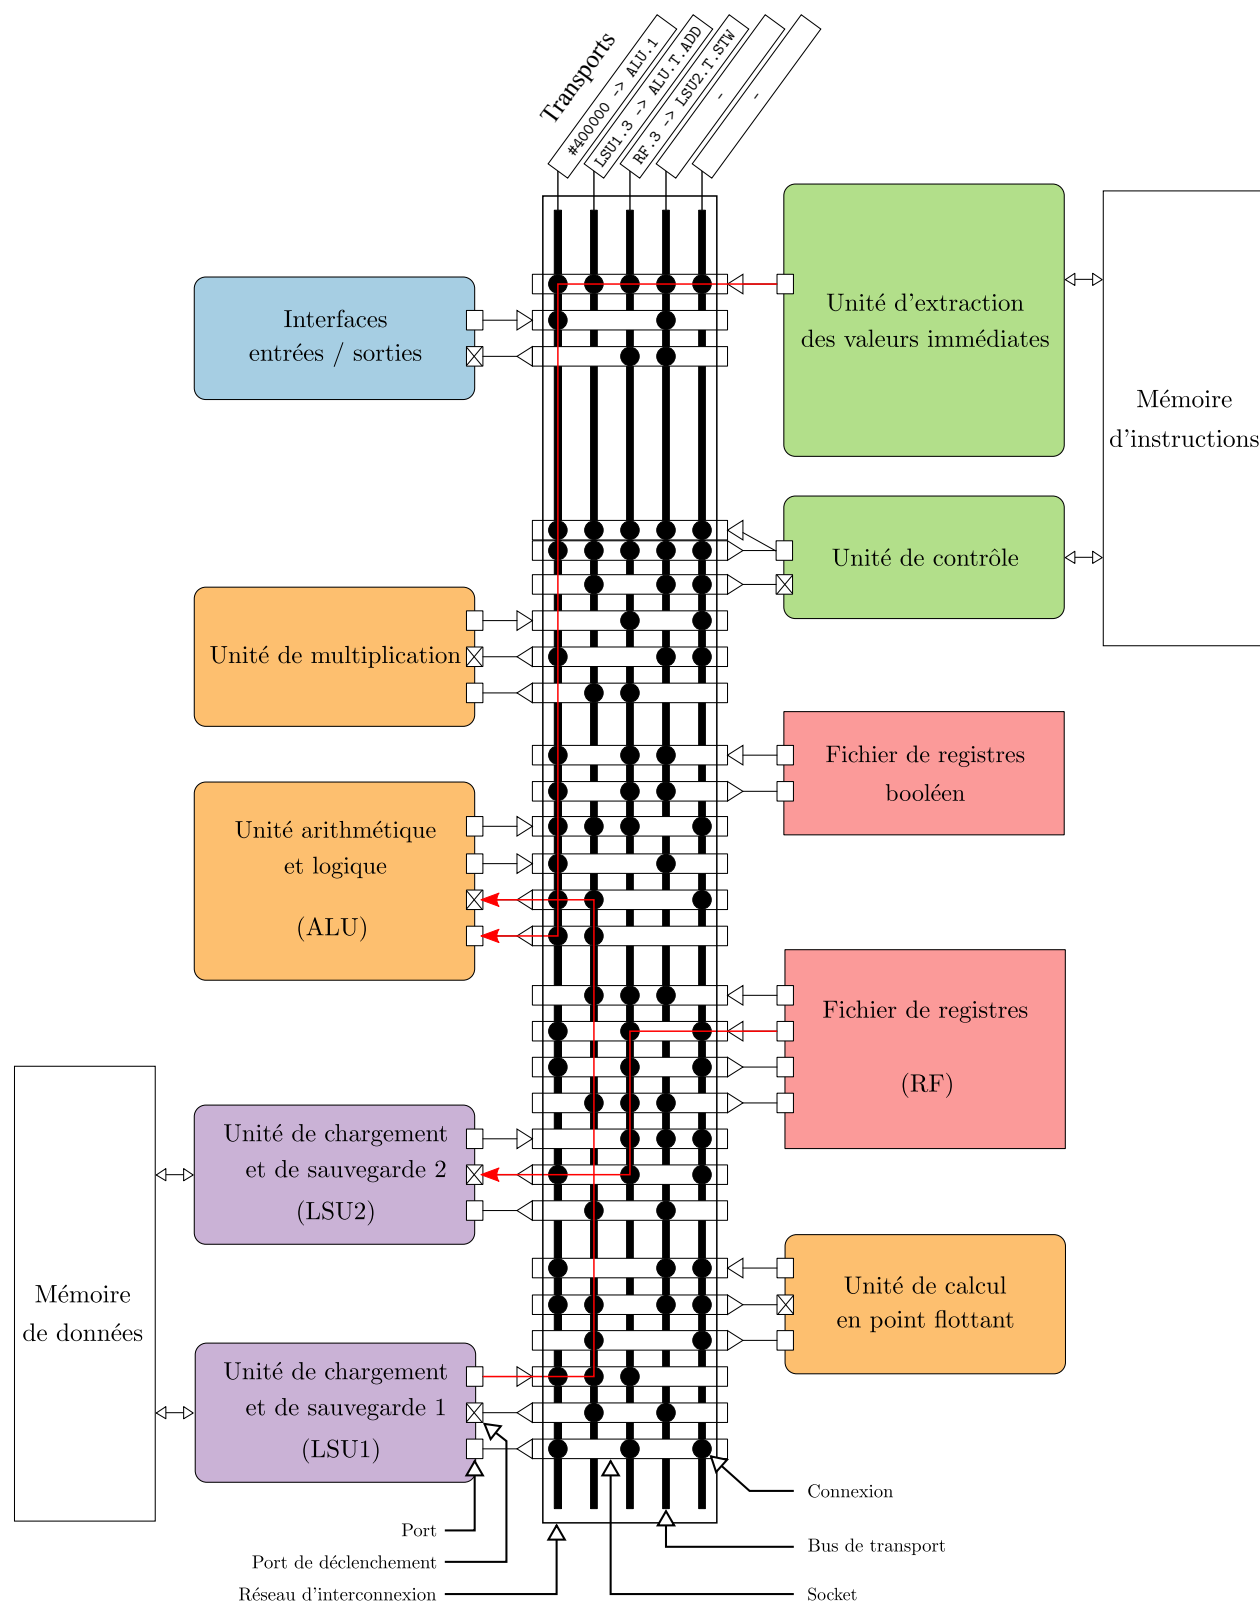 Transports
#400000 -> ALU.1
LSU1.3 -> ALU.T.ADD
RF.3 -> LSU2.T.STW
-
-
Interfaces
entrées / sorties
Unité d'extraction
des valeurs immédiates
Mémoire
d'instructions
Unité de contrôle
Unité de multiplication
Fichier de registres
booléen
Unité arithmétique
et logique
(ALU)
Fichier de registres
(RF)
Unité de chargement
et de sauvegarde 2
(LSU2)
Mémoire
de données
Unité de calcul
en point flottant
Unité de chargement
et de sauvegarde 1
(LSU1)
Connexion
Port
Bus de transport
Port de déclenchement
Réseau d'interconnexion
Socket